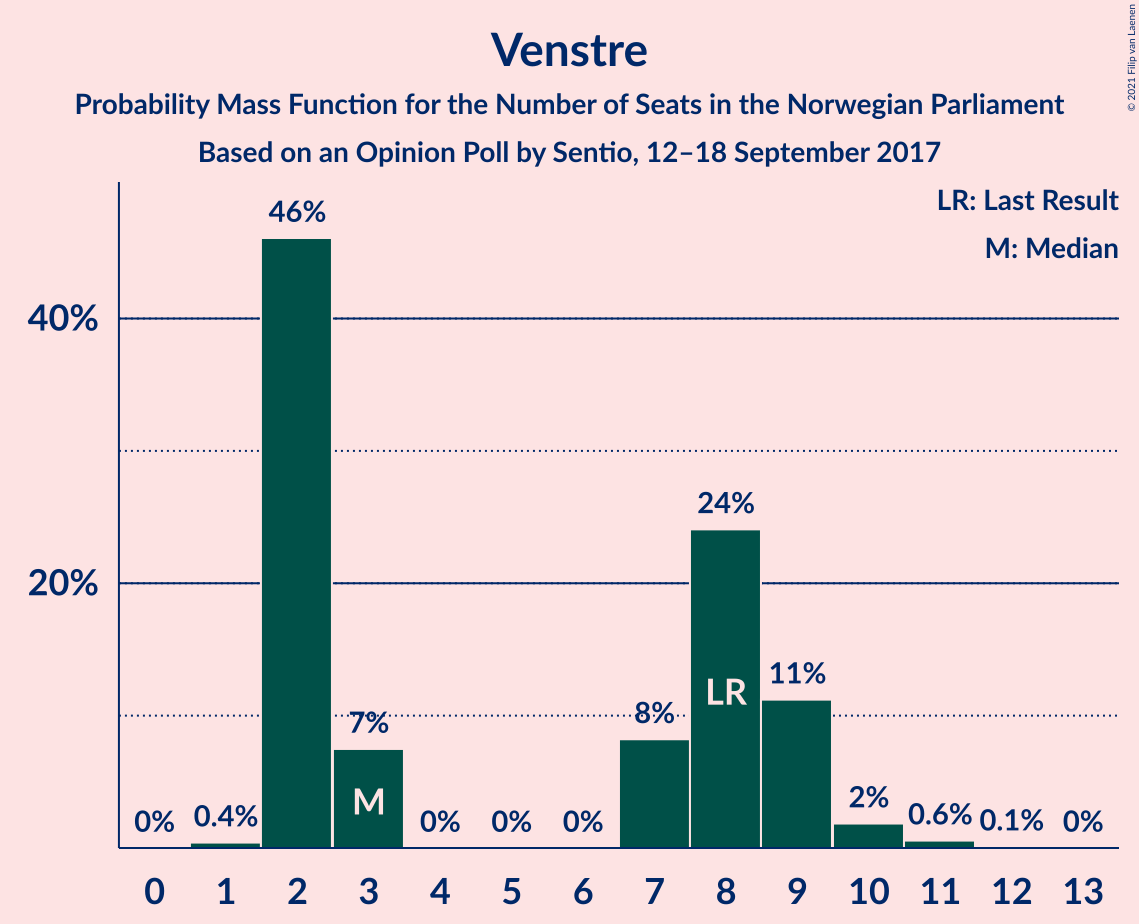 © 2021 Filip van Laenen
Venstre
Probability Mass Function for the Number of Seats in the Norwegian Parliament
Based on an Opinion Poll by Sentio, 12–18 September 2017
LR: Last Result
M: Median
46%
40%
24%
20%
11%
LR
7%
8%
M
0%
0.4%
0%
0%
0%
2%
0.6%
0.1%
0%
0 1 2 3 4 5 6 7 8 9 10 11 12 13